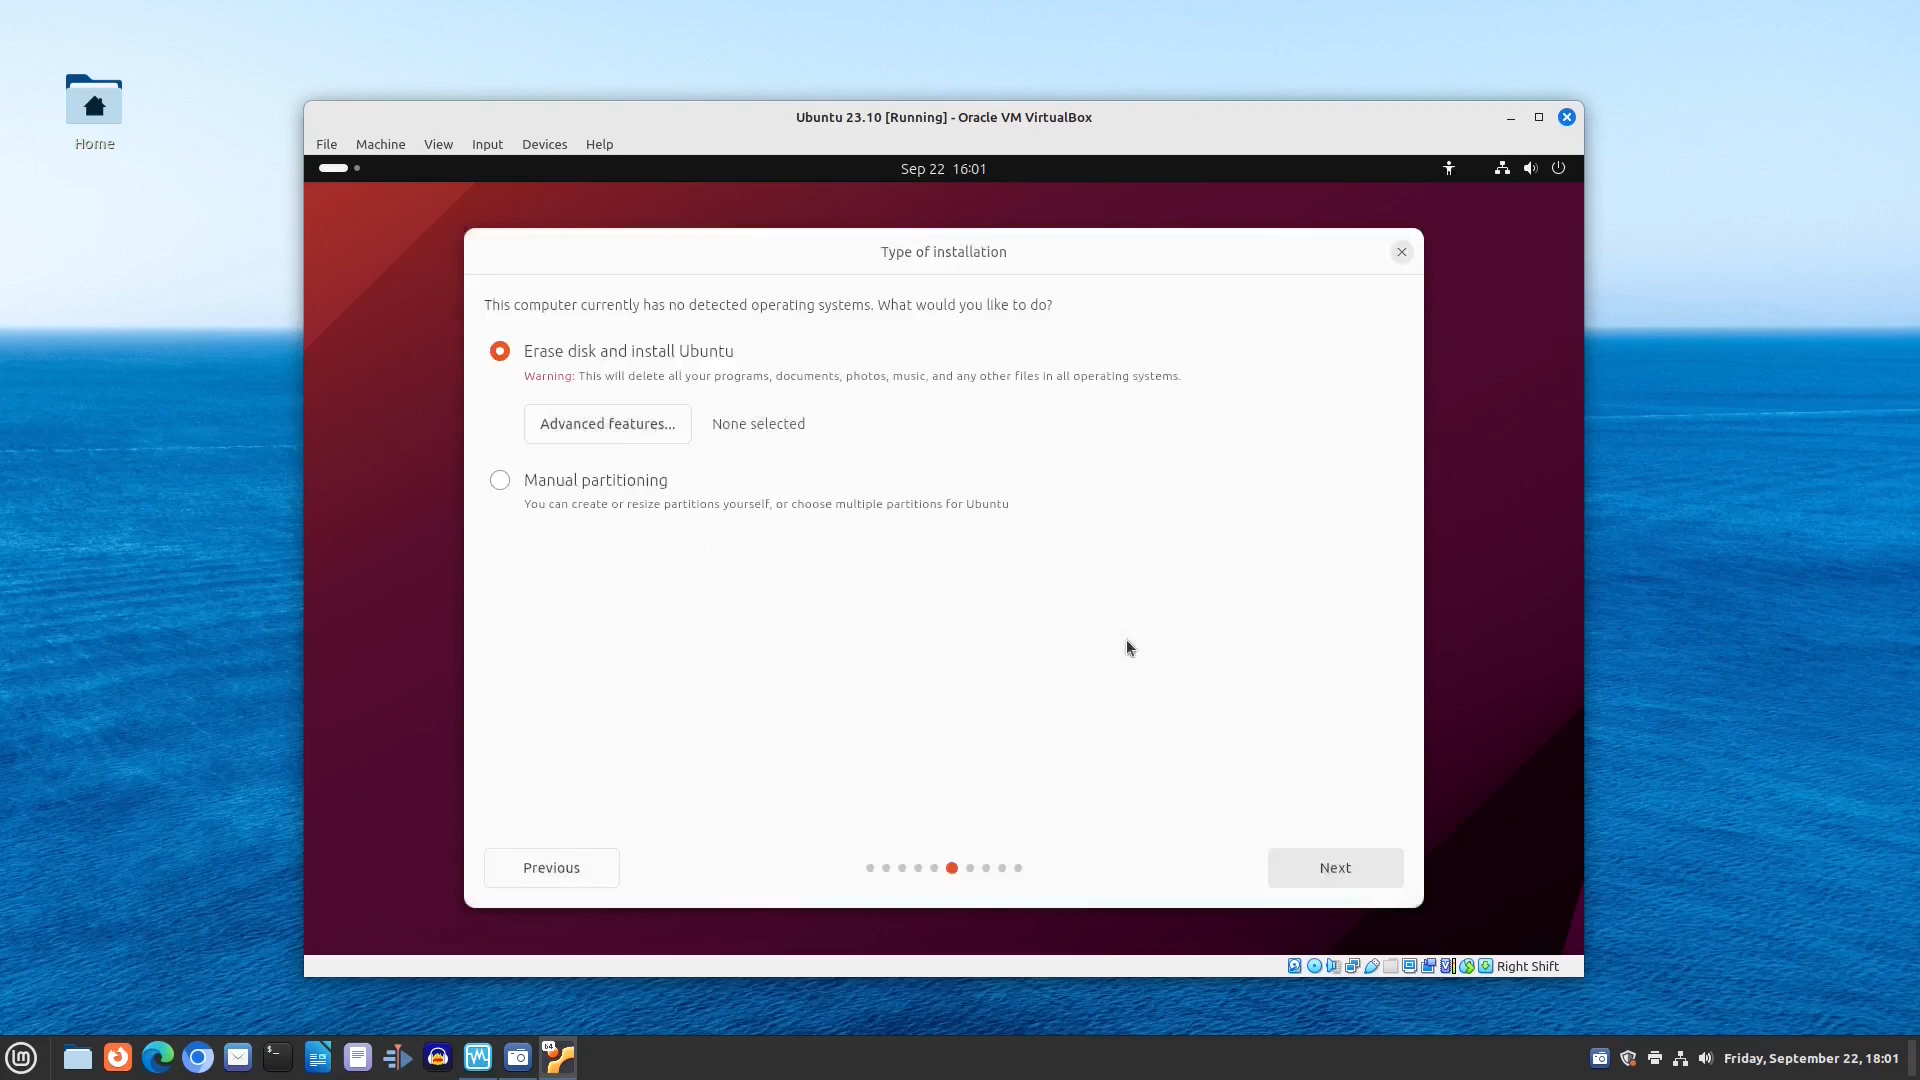 Home
Ubuntu 23.10 [Running] - Oracle VM VirtualBox
File Machine View Input Devices Help
Sep 22 16:01
Type of installation
This computer currently has no detected operating systems. What would you like to do?
Erase disk and install Ubuntu
Warning: This will delete all your programs, documents, photos, music, and any other files in all operating systems.
Advanced features... None selected
Manual partitioning
You can create or resize partitions yourself, or choose multiple partitions for Ubuntu
Previous Next
Right Shift
64
Friday, September 22, 18:01